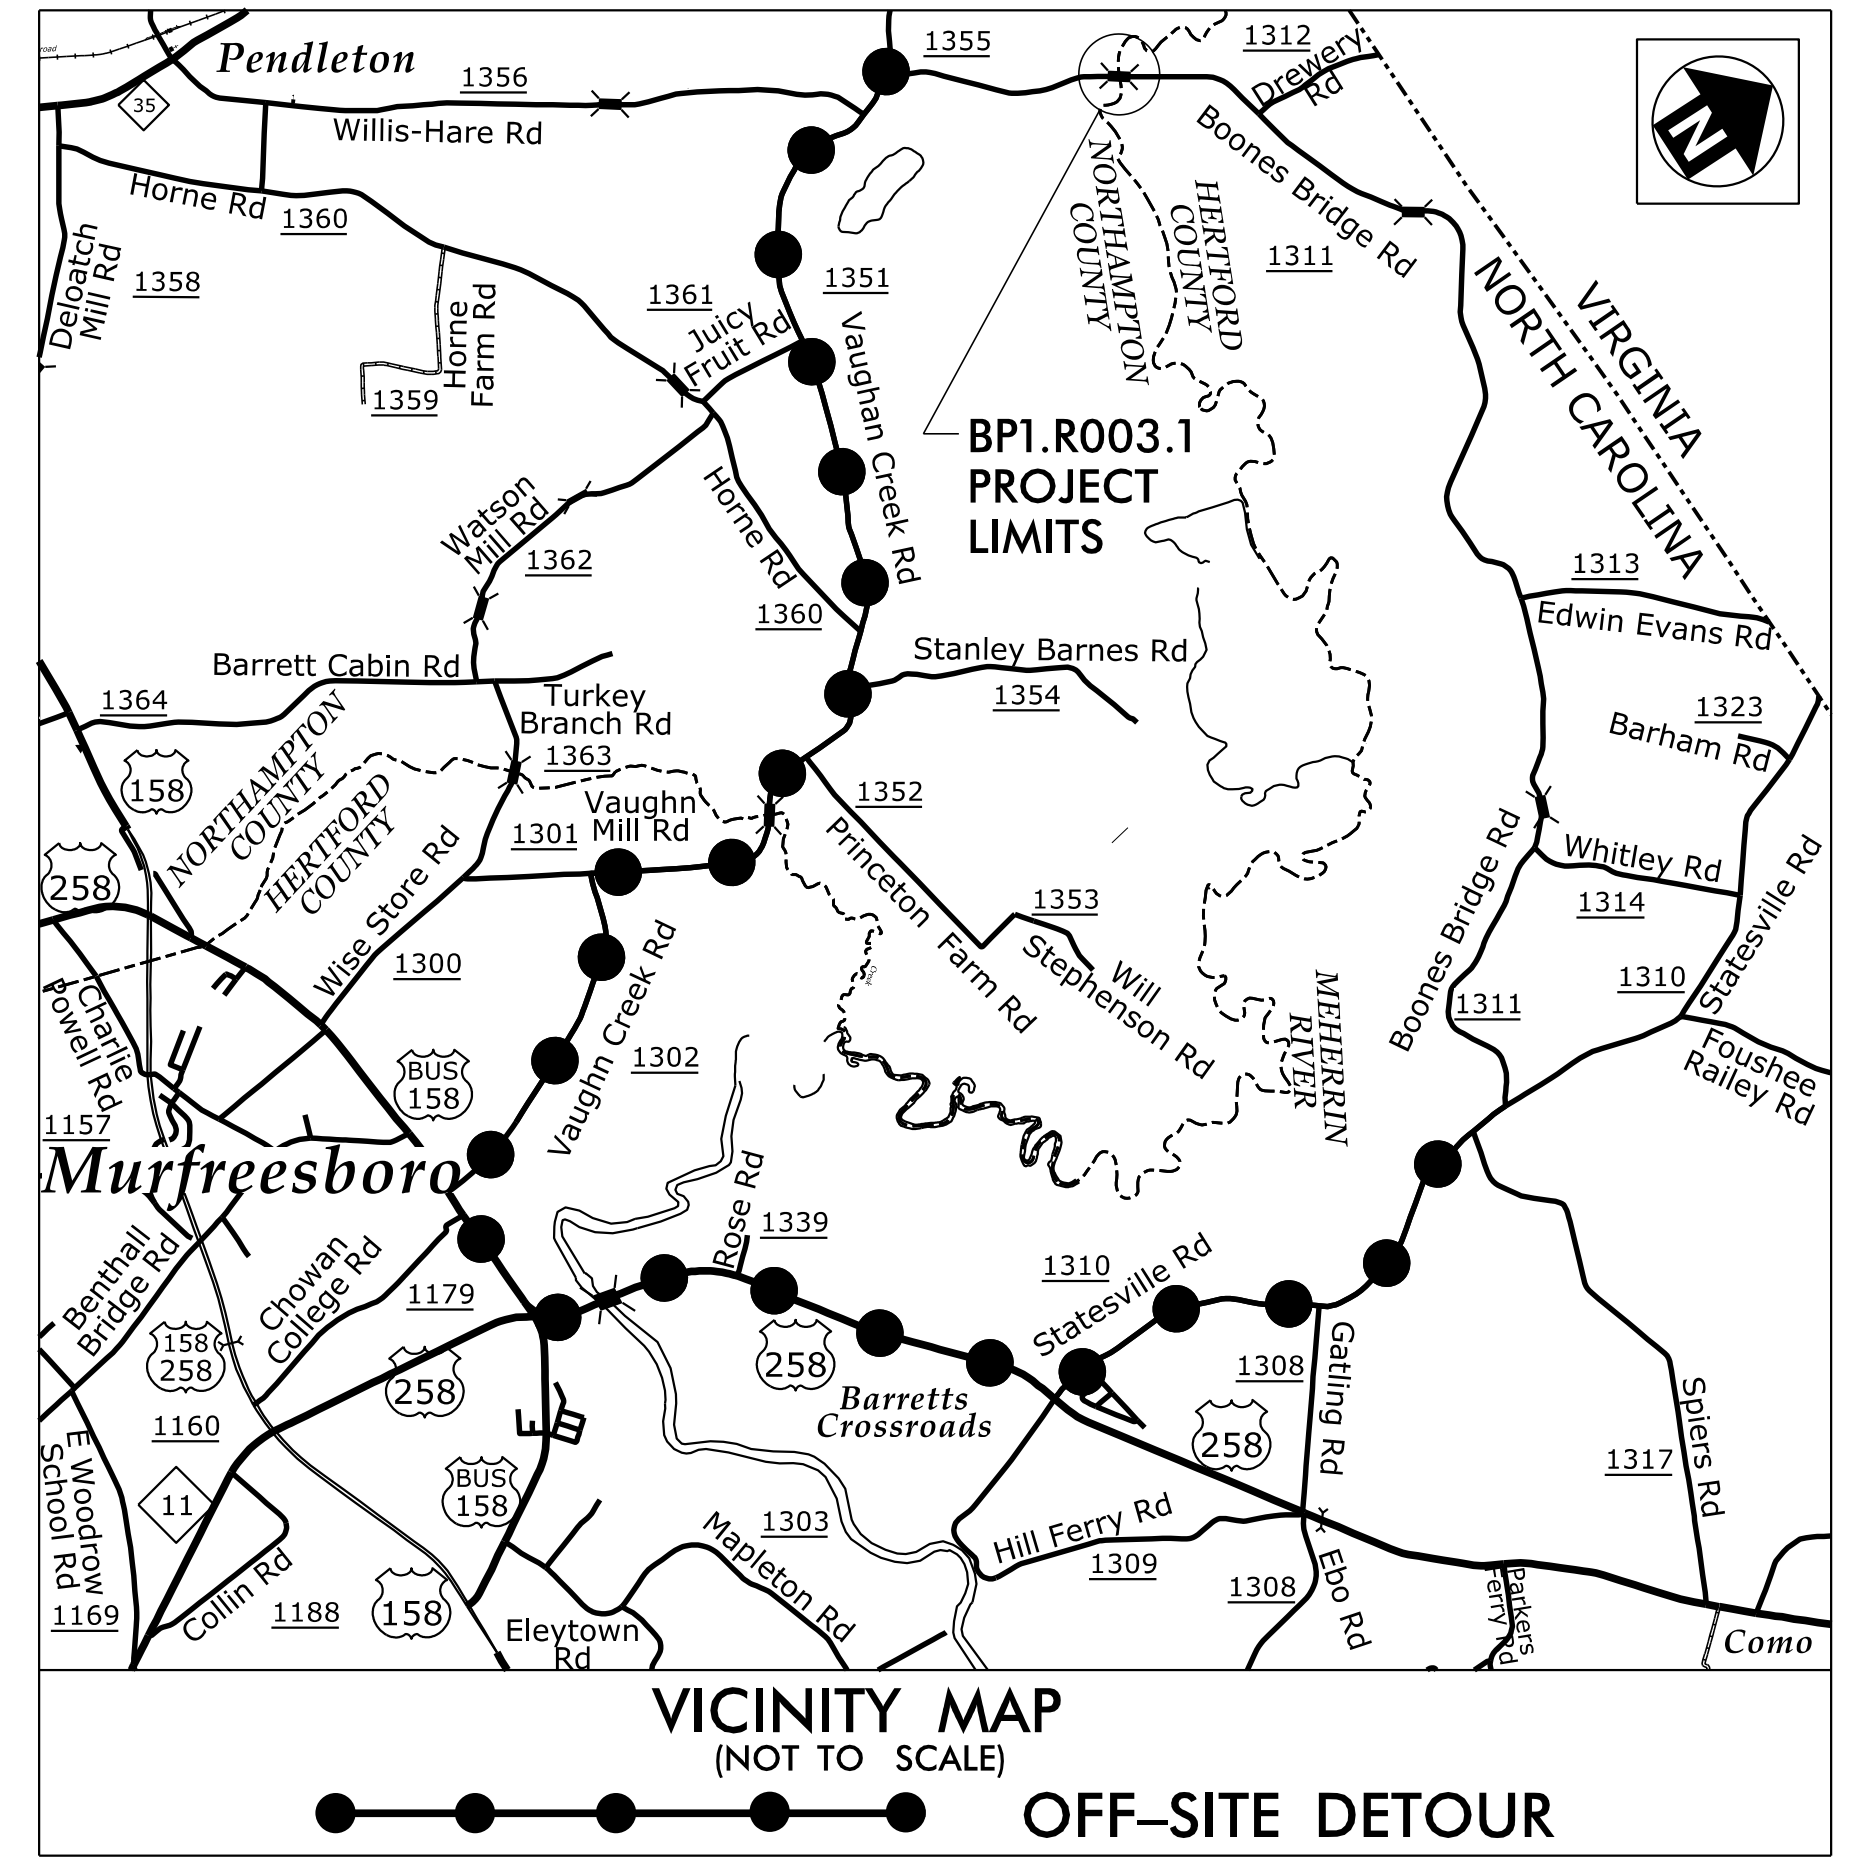 road
Pendleton
35
1356
Willis-Hare Rd
1355
1312
Drewery
Rd
Boones Bridge Rd
1311
N
NORTHAMPTON
COUNTY
HERTFORD
COUNTY
VIRGINIA
NORTH CAROLINA
Horne Rd
1360
Deloatch
Mill Rd
1358
Horne
Farm Rd
1359
1361
Juicy
Fruit Rd
1351
Vaughan Creek Rd
BP1.R003.1
PROJECT
LIMITS
Watson
Mill Rd
1362
Horne Rd
1360
1313
Edwin Evans Rd
Barrett Cabin Rd
1364
Turkey
Branch Rd
1363
Stanley Barnes Rd
1354
1323
Barham Rd
158
258
NORTHAMPTON
COUNTY
HERTFORD
COUNTY
Vaughn
Mill Rd
1301
1352
Princeton Farm Rd
1353
Will
Stephenson Rd
Boones Bridge Rd
1311
Whitley Rd
1314
Statesville Rd
1310
Foushee
Railey Rd
Wise Store Rd
1300
Charlie
Powell Rd
1157
BUS
158
Vaughn Creek Rd
1302
Creek
MEHERRIN
RIVER
Murfreesboro
Benthall
Bridge Rd
Chowan
College Rd
1179
158
258
258
Rose Rd
1339
258
Barretts
Crossroads
1310
Statesville Rd
1308
Gatling Rd
258
Spiers Rd
1317
1160
E Woodrow
School Rd
1169
11
Collin Rd
1188
BUS
158
158
Eleytown
Rd
1303
Mapleton Rd
Hill Ferry Rd
1309
1308
Ebo Rd
Parkers
Ferry Rd
Como
VICINITY MAP
(NOT TO SCALE)
OFF–SITE DETOUR